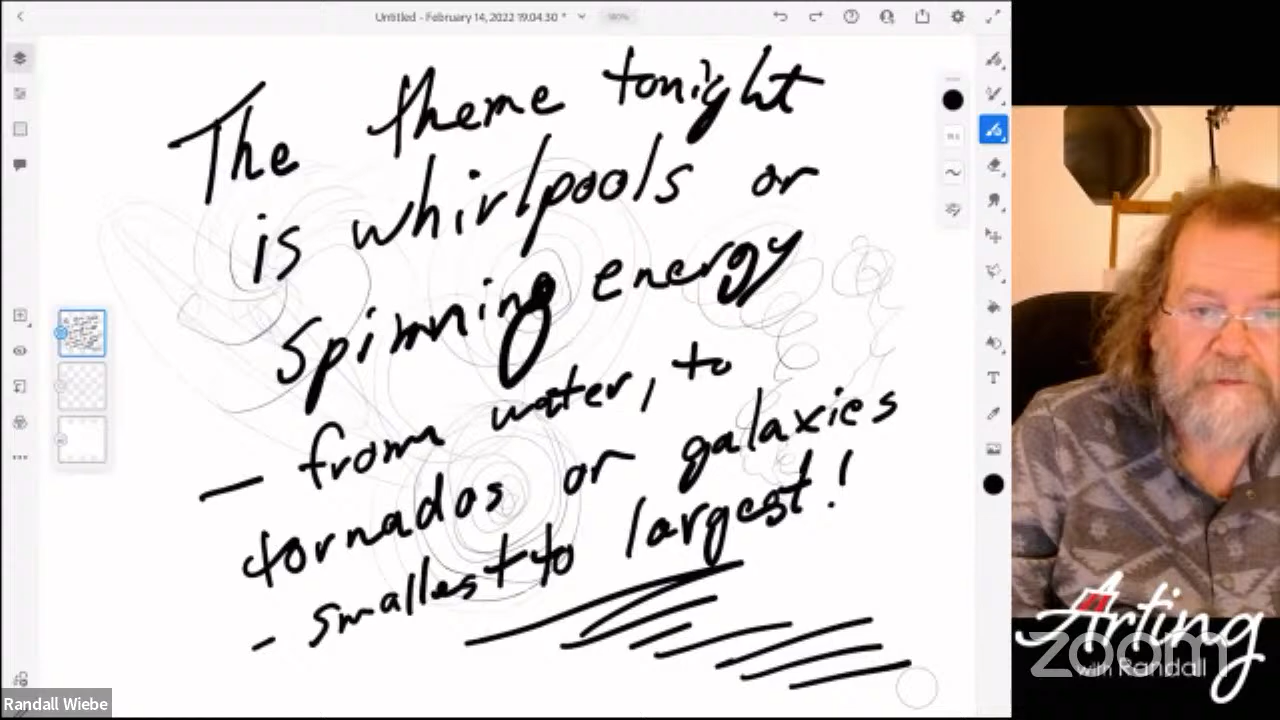 Untitled - February 14, 2022 19.04.30 *
The theme tonight
is whirlpools or
spinning energy
- from water, to
tornados or galaxies
- smallest to largest!
T
Arting
with Randall
zoom
Randall Wiebe